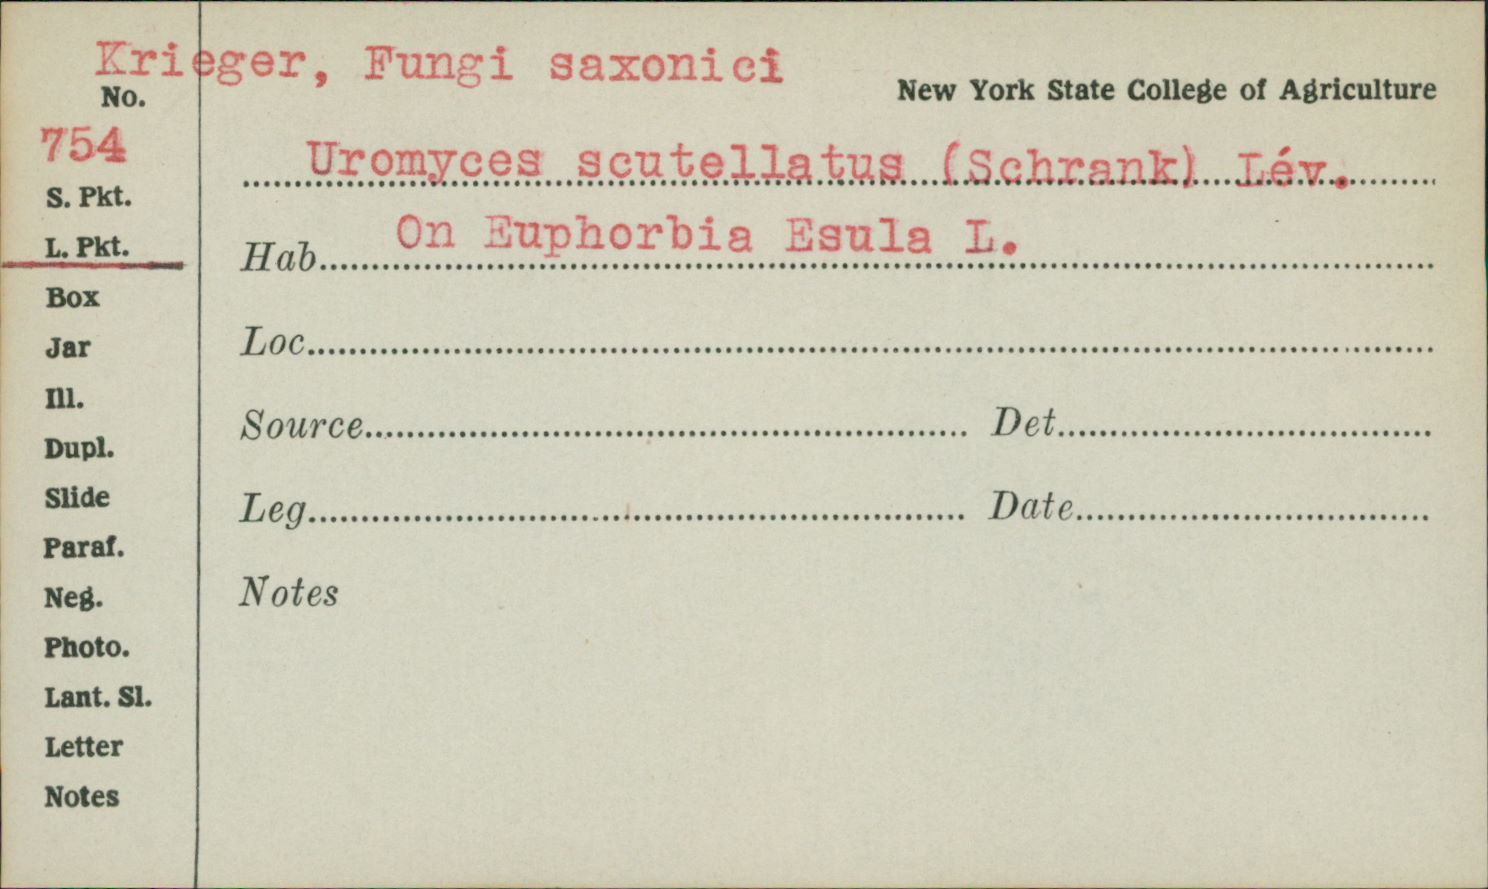 Krieger, Fungi saxonici
No.
New York State College of Agriculture
754
Uromyces scutellatus (Schrank) Lév.
S. Pkt.
L. Pkt.
Hab. On Euphorbia Esula L.
Box
Jar
Loc.
Ill.
Source
Det.
Dupl.
Slide
Leg.
Date
Paraf.
Neg.
Notes
Photo.
Lant. Sl.
Letter
Notes